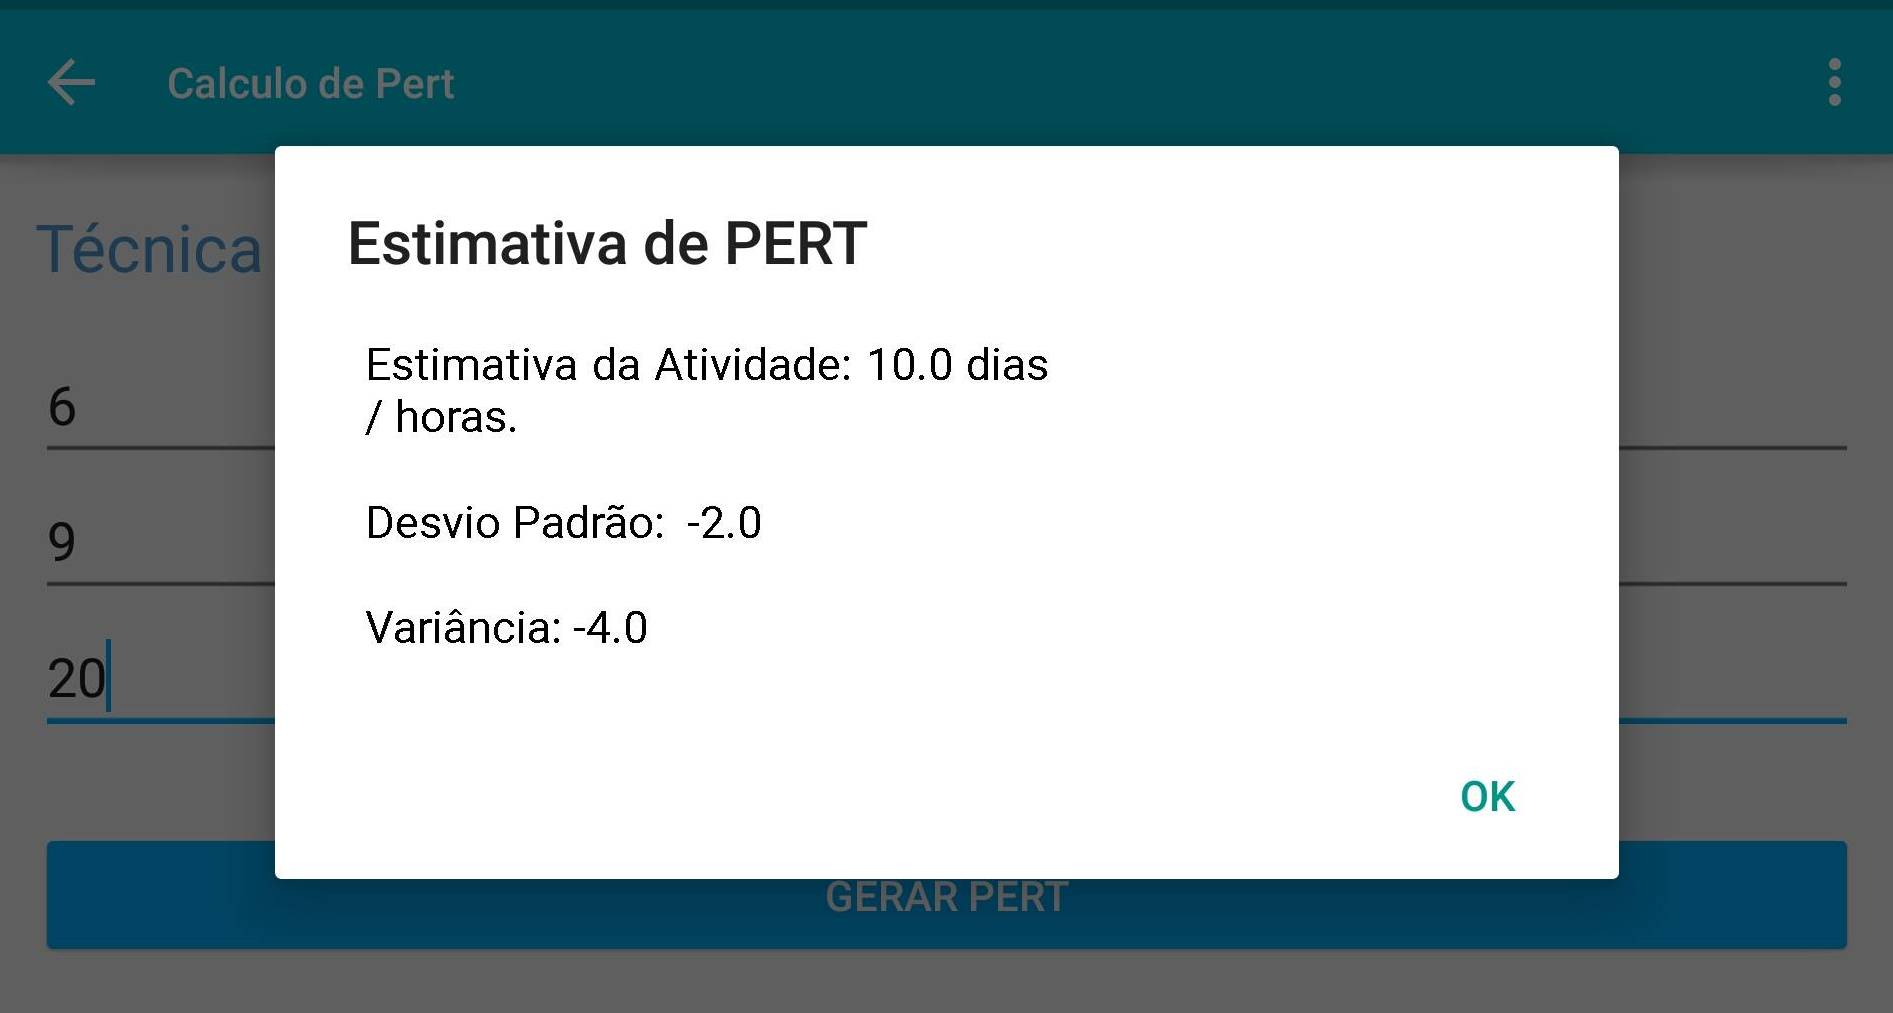 Calculo de Pert
Técnica
Estimativa de PERT
Estimativa da Atividade: 10.0 dias
/ horas.
6
Desvio Padrão:  -2.0
9
Variância: -4.0
20
OK
GERAR PERT